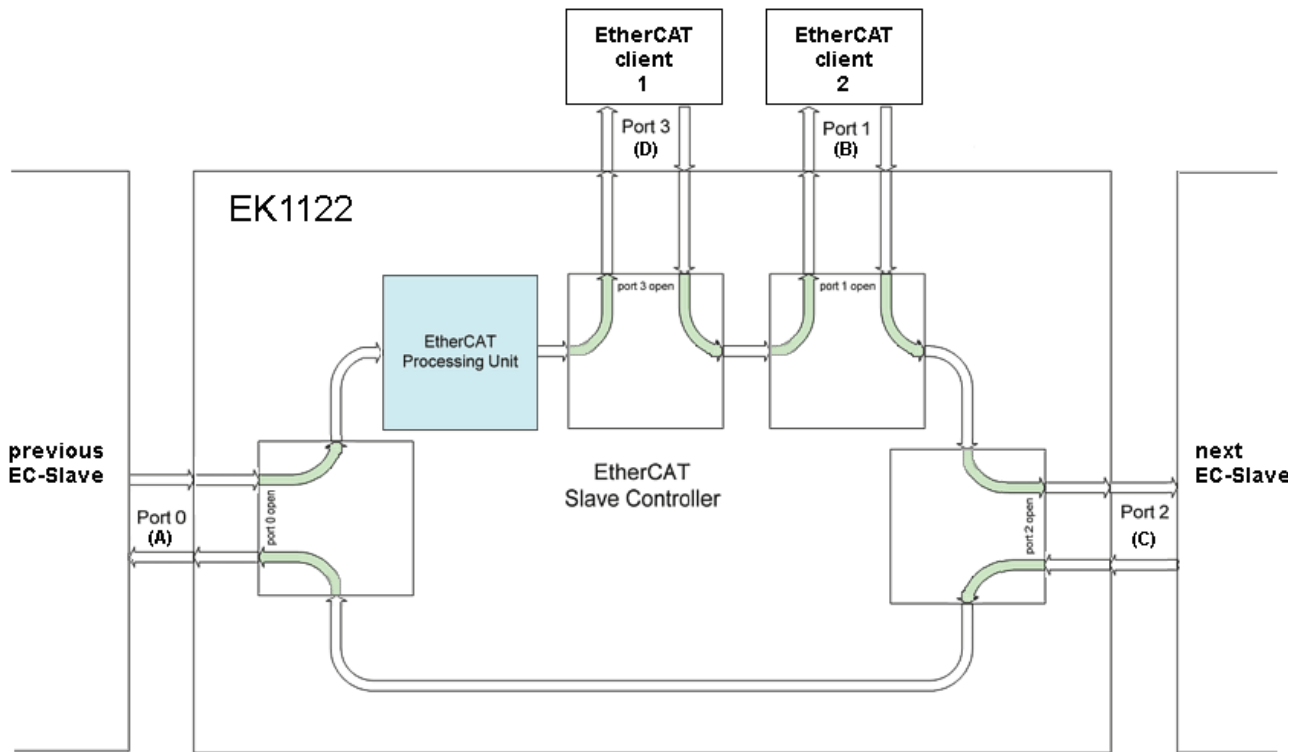 EtherCAT
client
1
EtherCAT
client
2
Port 3
(D)
Port 1
(B)
EK1122
port 3 open
port 1 open
EtherCAT
Processing Unit
previous
EC-Slave
EtherCAT
Slave Controller
next
EC-Slave
Port 0
(A)
port 0 open
port 2 open
Port 2
(C)